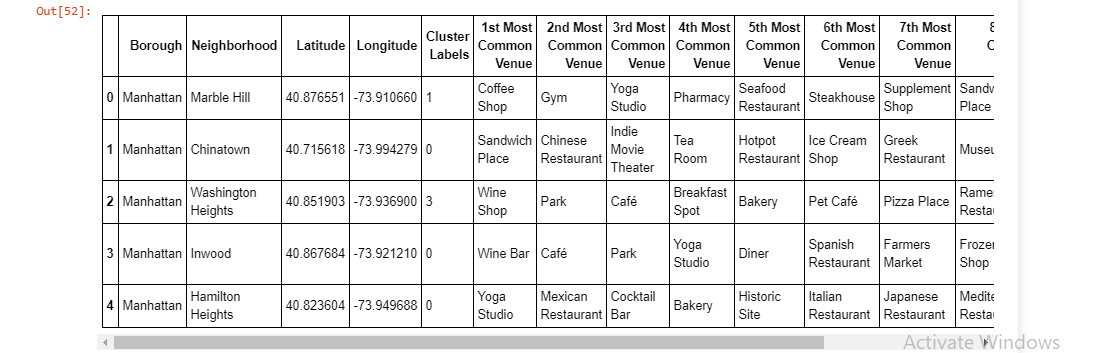 Out[52]:
Borough Neighborhood Latitude Longitude Cluster Labels 1st Most Common Venue 2nd Most Common Venue 3rd Most Common Venue 4th Most Common Venue 5th Most Common Venue 6th Most Common Venue 7th Most Common Venue
0 Manhattan Marble Hill 40.876551 -73.910660 1 Coffee Shop Gym Yoga Studio Pharmacy Seafood Restaurant Steakhouse Supplement Shop Place
1 Manhattan Chinatown 40.715618 -73.994279 0 Sandwich Place Chinese Restaurant Indie Movie Theater Tea Room Hotpot Restaurant Ice Cream Shop Greek Restaurant
2 Manhattan Washington Heights 40.851903 -73.936900 3 Wine Shop Park Café Breakfast Spot Bakery Pet Café Pizza Place
3 Manhattan Inwood 40.867684 -73.921210 0 Wine Bar Café Park Yoga Studio Diner Spanish Restaurant Farmers Market Shop
4 Manhattan Hamilton Heights 40.823604 -73.949688 0 Yoga Studio Mexican Restaurant Cocktail Bar Bakery Historic Site Italian Restaurant Japanese Restaurant
Activate Windows